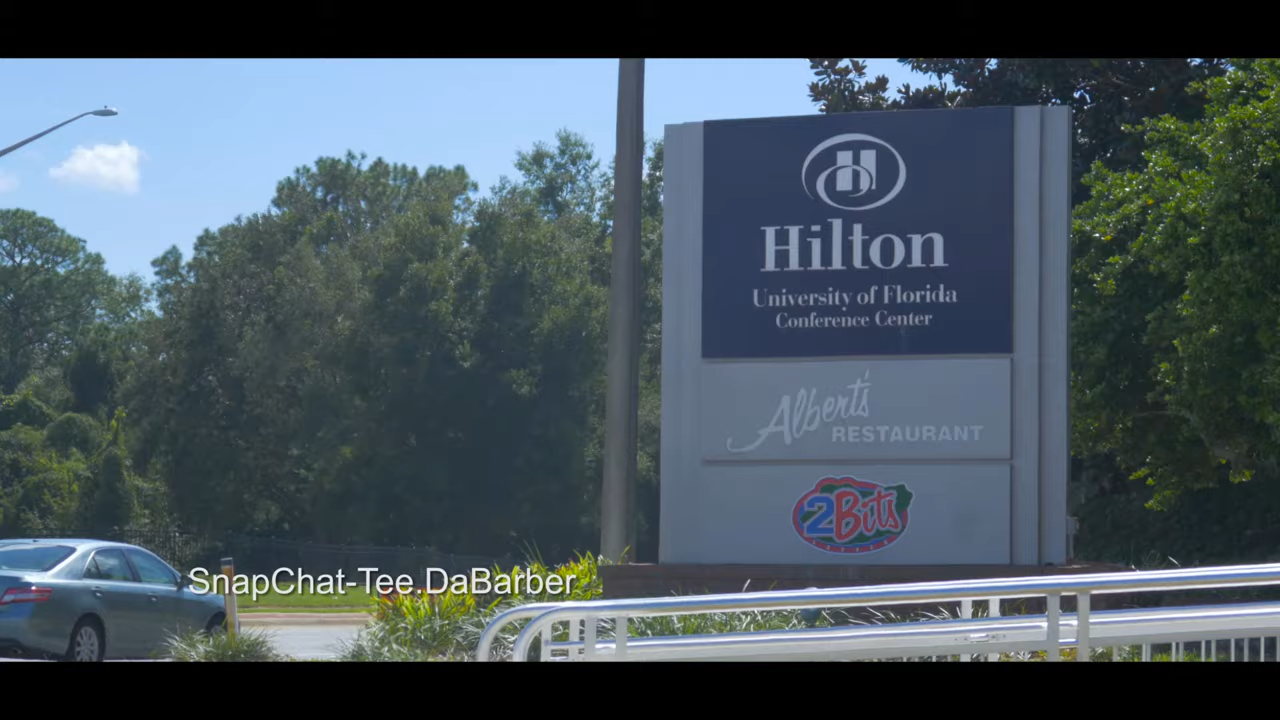 Hilton
University of Florida
Conference Center
Albert's
RESTAURANT
2Bits
SnapChat-Tee.DaBarber